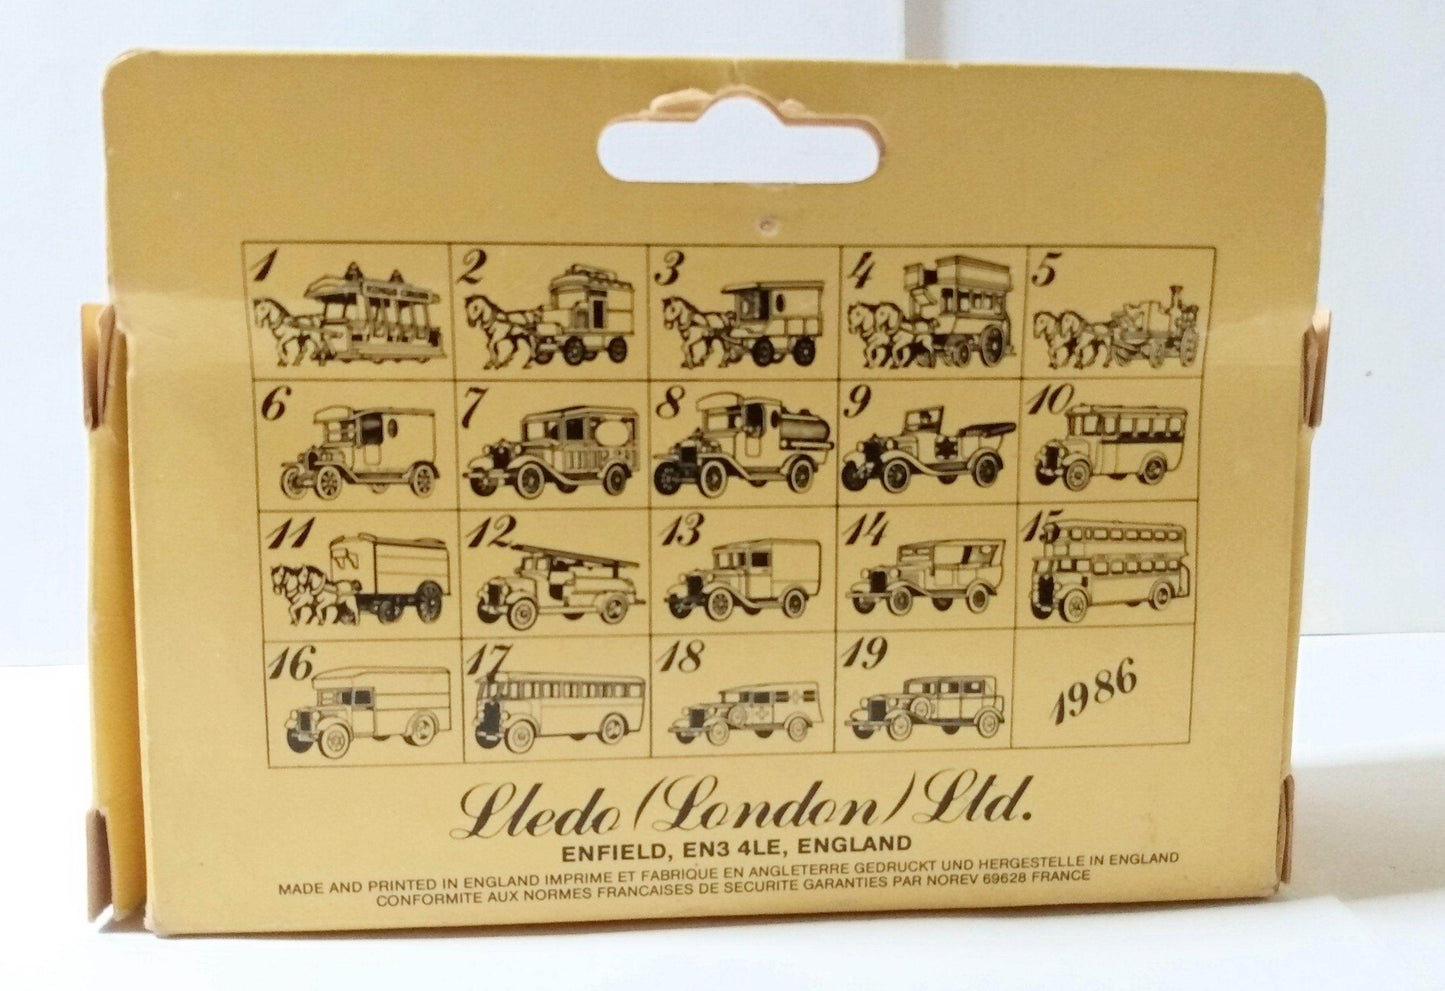 1 2 3 4 5
6 7 8 9 10
11 12 13 14 15
16 17 18 19 1986
Lledo (London) Ltd.
ENFIELD, EN3 4LE, ENGLAND
MADE AND PRINTED IN ENGLAND IMPRIME ET FABRIQUE EN ANGLETERRE GEDRUCKT UND HERGESTELLE IN ENGLAND
CONFORMITE AUX NORMES FRANCAISES DE SECURITE GARANTIES PAR NOREV 69628 FRANCE